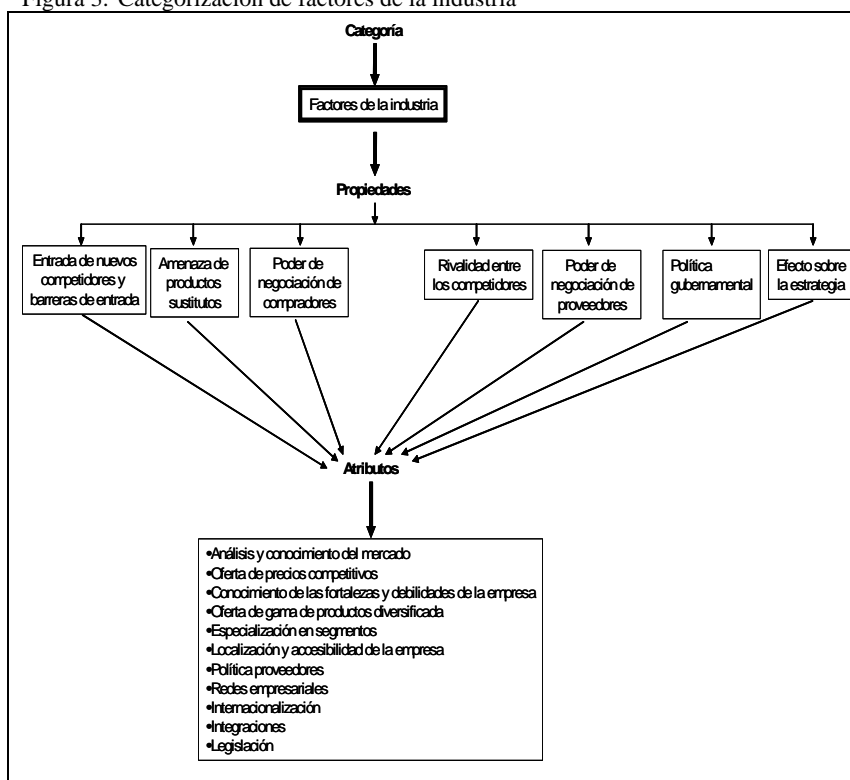 Figura 3. Categorización de factores de la industria
Categoría
Factores de la industria
Propiedades
Entrada de nuevos
competidores y
barreras de entrada
Amenaza de
productos
sustitutos
Poder de
negociación de
compradores
Rivalidad entre
los competidores
Poder de
negociación de
proveedores
Política
gubernamental
Efecto sobre
la estrategia
Atributos
•Análisis y conocimiento del mercado
•Oferta de precios competitivos
•Conocimiento de las fortalezas y debilidades de la empresa
•Oferta de gama de productos diversificada
•Especialización en segmentos
•Localización y accesibilidad de la empresa
•Política proveedores
•Redes empresariales
•Internacionalización
•Integraciones
•Legislación